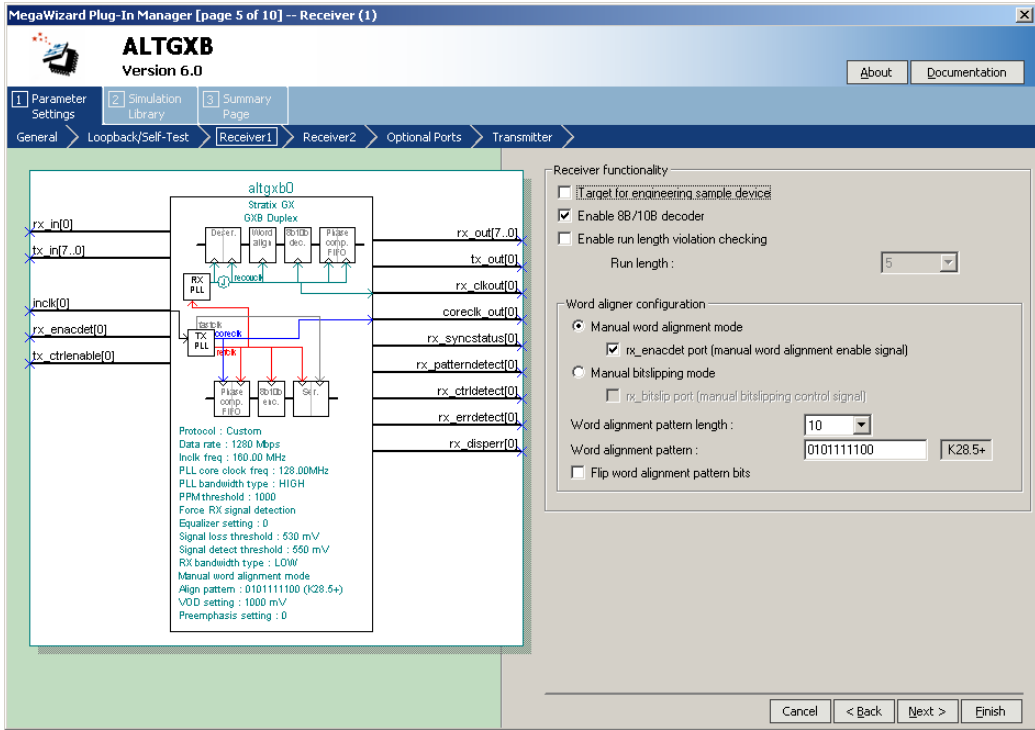 MegaWizard Plug-In Manager [page 5 of 10] -- Receiver (1)
ALTGXB
Version 6.0
About
Documentation
1 Parameter Settings
2 Simulation Library
3 Summary Page
General
Loopback/Self-Test
Receiver1
Receiver2
Optional Ports
Transmitter
altgxb0
Stratix GX
GXB Duplex
rx_in[0]
tx_in[7..0]
inclk[0]
rx_enacdet[0]
tx_ctrlenable[0]
Deser.
Word align
8b10b dec.
Phase comp. FIFO
RX PLL
recovclk
fastclk
TX PLL
coreclk
refclk
Phase comp. FIFO
8b10b enc.
Ser.
rx_out[7..0]
tx_out[0]
rx_clkout[0]
coreclk_out[0]
rx_syncstatus[0]
rx_patterndetect[0]
rx_ctrldetect[0]
rx_errdetect[0]
rx_disperr[0]
Protocol : Custom
Data rate : 1280 Mbps
Inclk freq : 160.00 MHz
PLL core clock freq : 128.00MHz
PLL bandwidth type : HIGH
PPM threshold : 1000
Force RX signal detection
Equalizer setting : 0
Signal loss threshold : 530 mV
Signal detect threshold : 550 mV
RX bandwidth type : LOW
Manual word alignment mode
Align pattern : 0101111100 (K28.5+)
VOD setting : 1000 mV
Preemphasis setting : 0
Receiver functionality
Target for engineering sample device
Enable 8B/10B decoder
Enable run length violation checking
Run length : 5
Word aligner configuration
Manual word alignment mode
rx_enacdet port (manual word alignment enable signal)
Manual bitslipping mode
rx_bitslip port (manual bitslipping control signal)
Word alignment pattern length : 10
Word alignment pattern : 0101111100 K28.5+
Flip word alignment pattern bits
Cancel
< Back
Next >
Finish